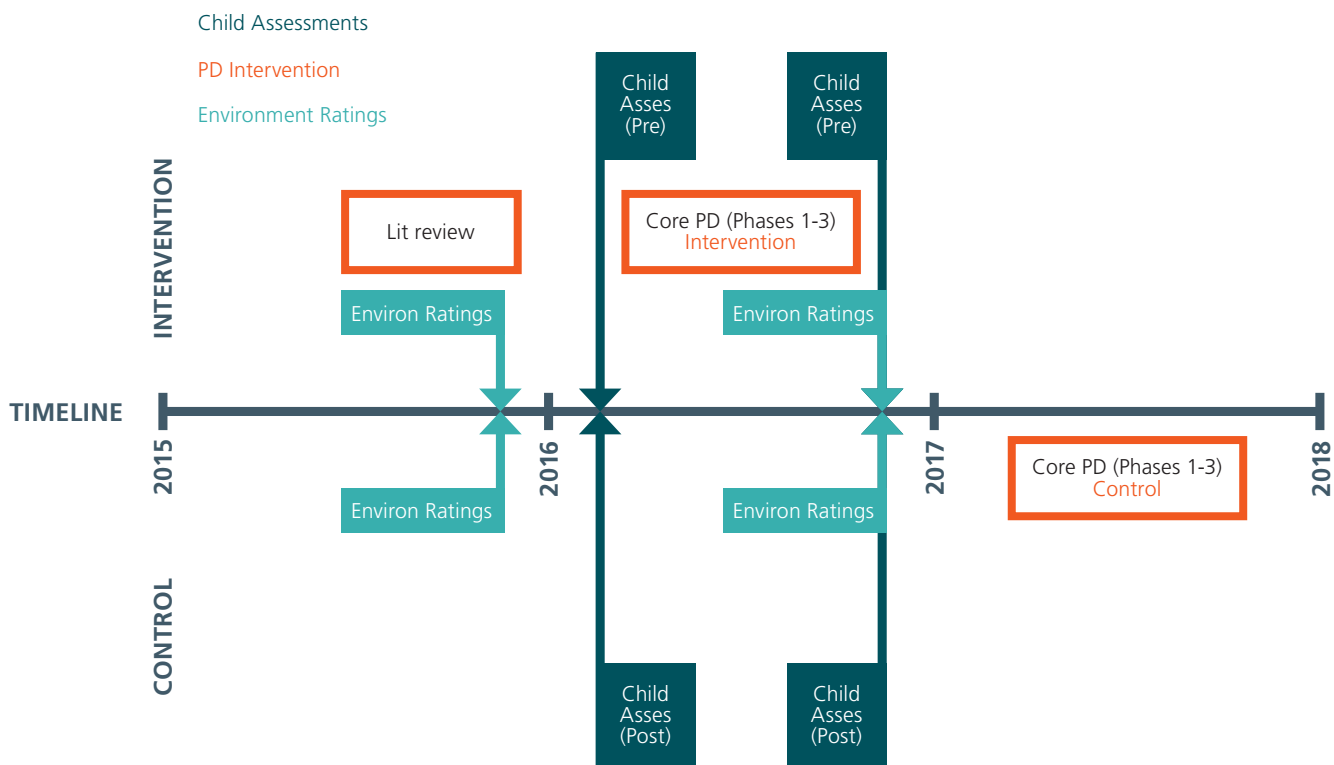 Child Assessments
PD Intervention
Environment Ratings
INTERVENTION
Child
Asses
(Pre)
Child
Asses
(Pre)
Lit review
Core PD (Phases 1-3)
Intervention
Environ Ratings
Environ Ratings
TIMELINE
2015
2016
2017
2018
Environ Ratings
Environ Ratings
Core PD (Phases 1-3)
Control
CONTROL
Child
Asses
(Post)
Child
Asses
(Post)